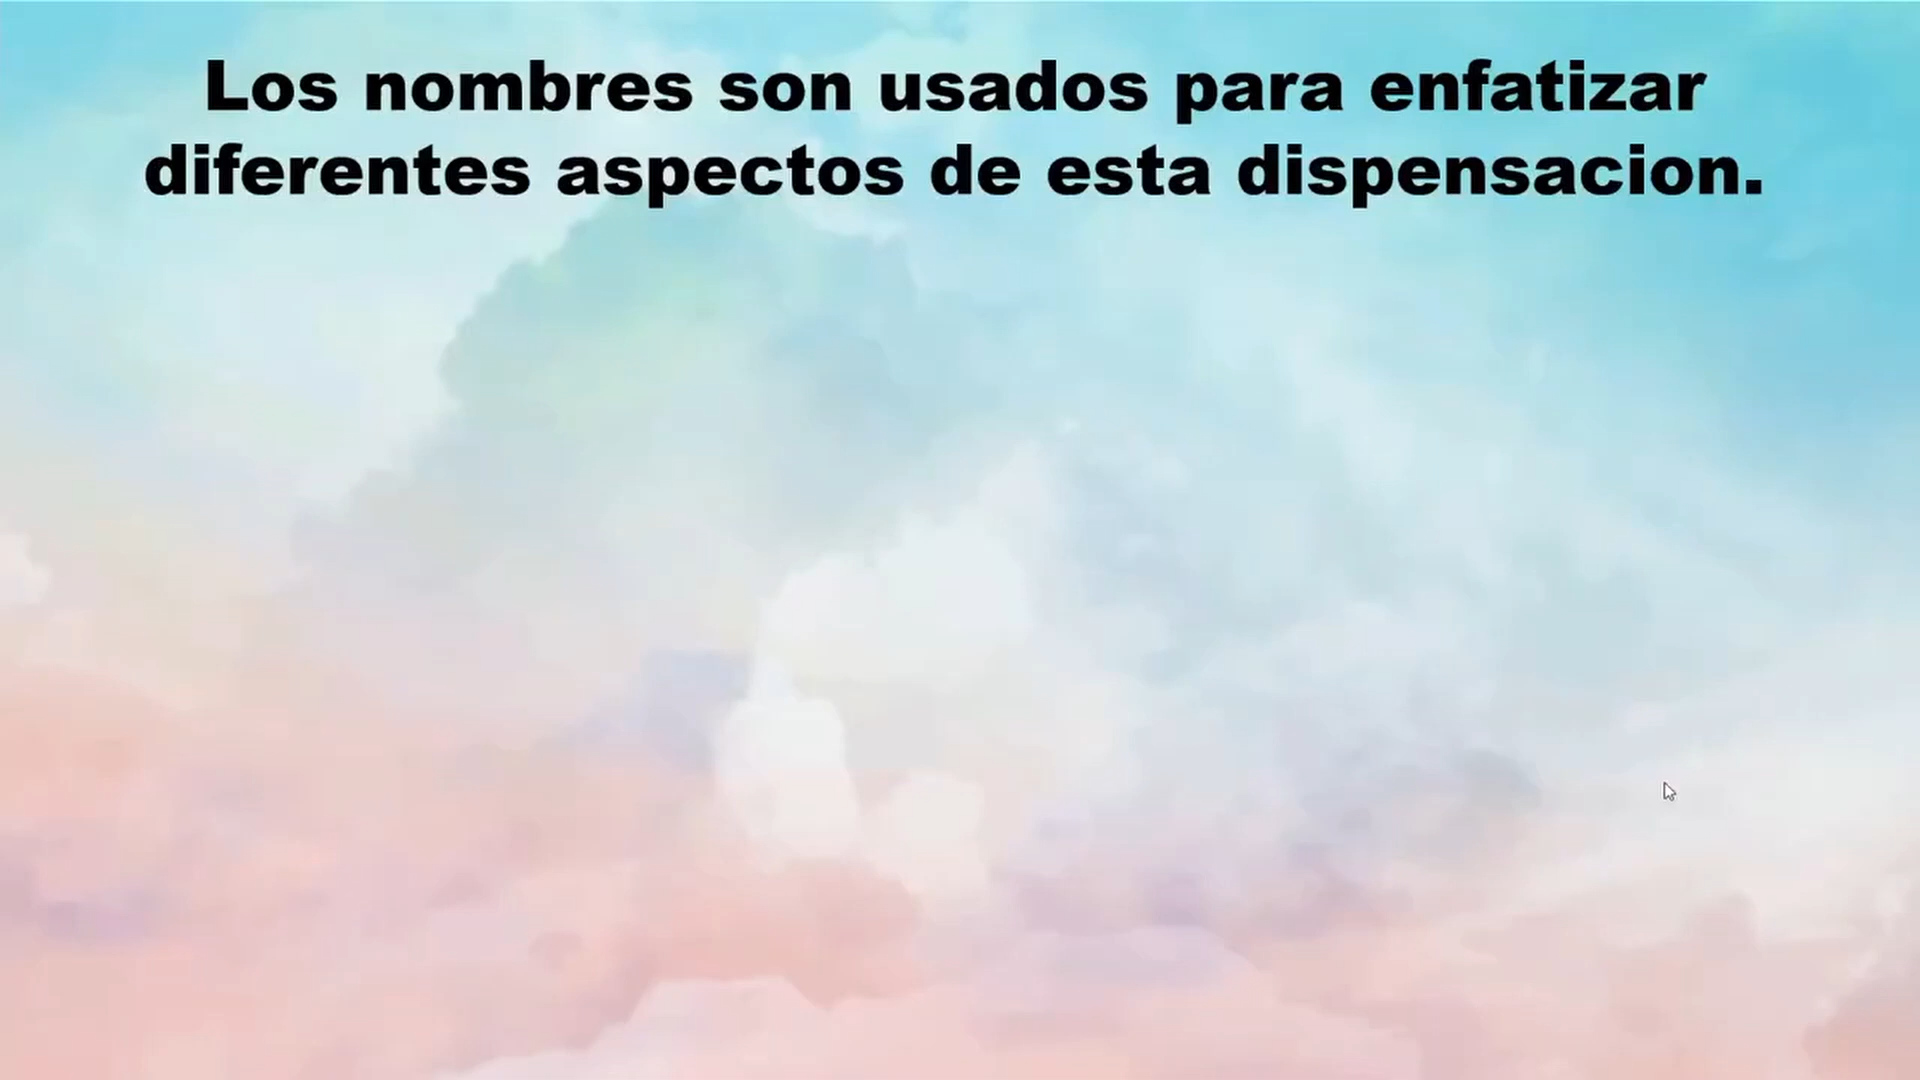 Los nombres son usados para enfatizar
diferentes aspectos de esta dispensacion.